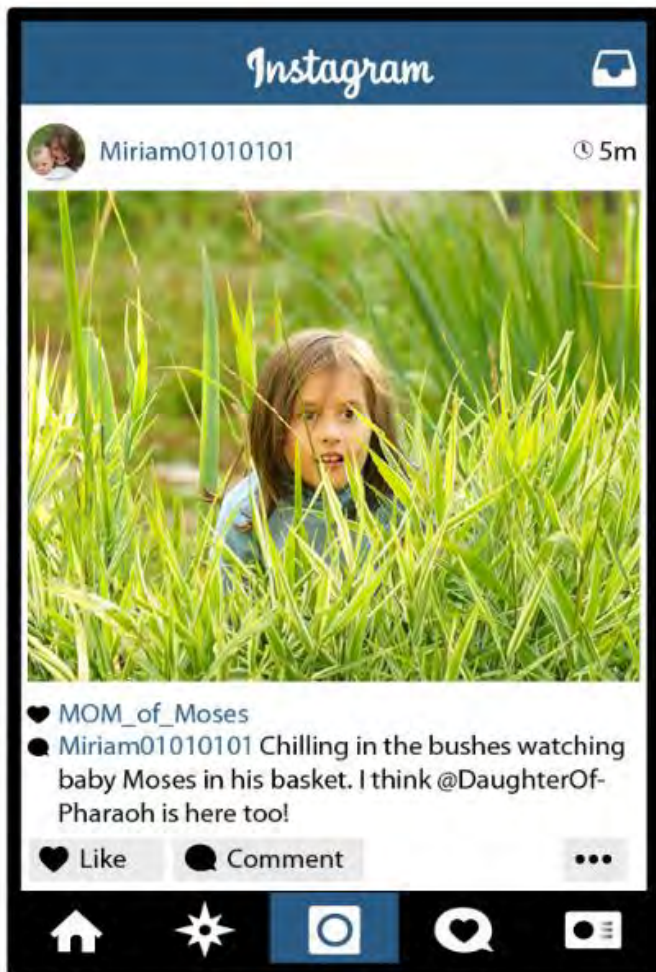 Instagram
Miriam01010101 5m
MOM_of_Moses
Miriam01010101 Chilling in the bushes watching
baby Moses in his basket. I think @DaughterOf-
Pharaoh is here too!
Like Comment